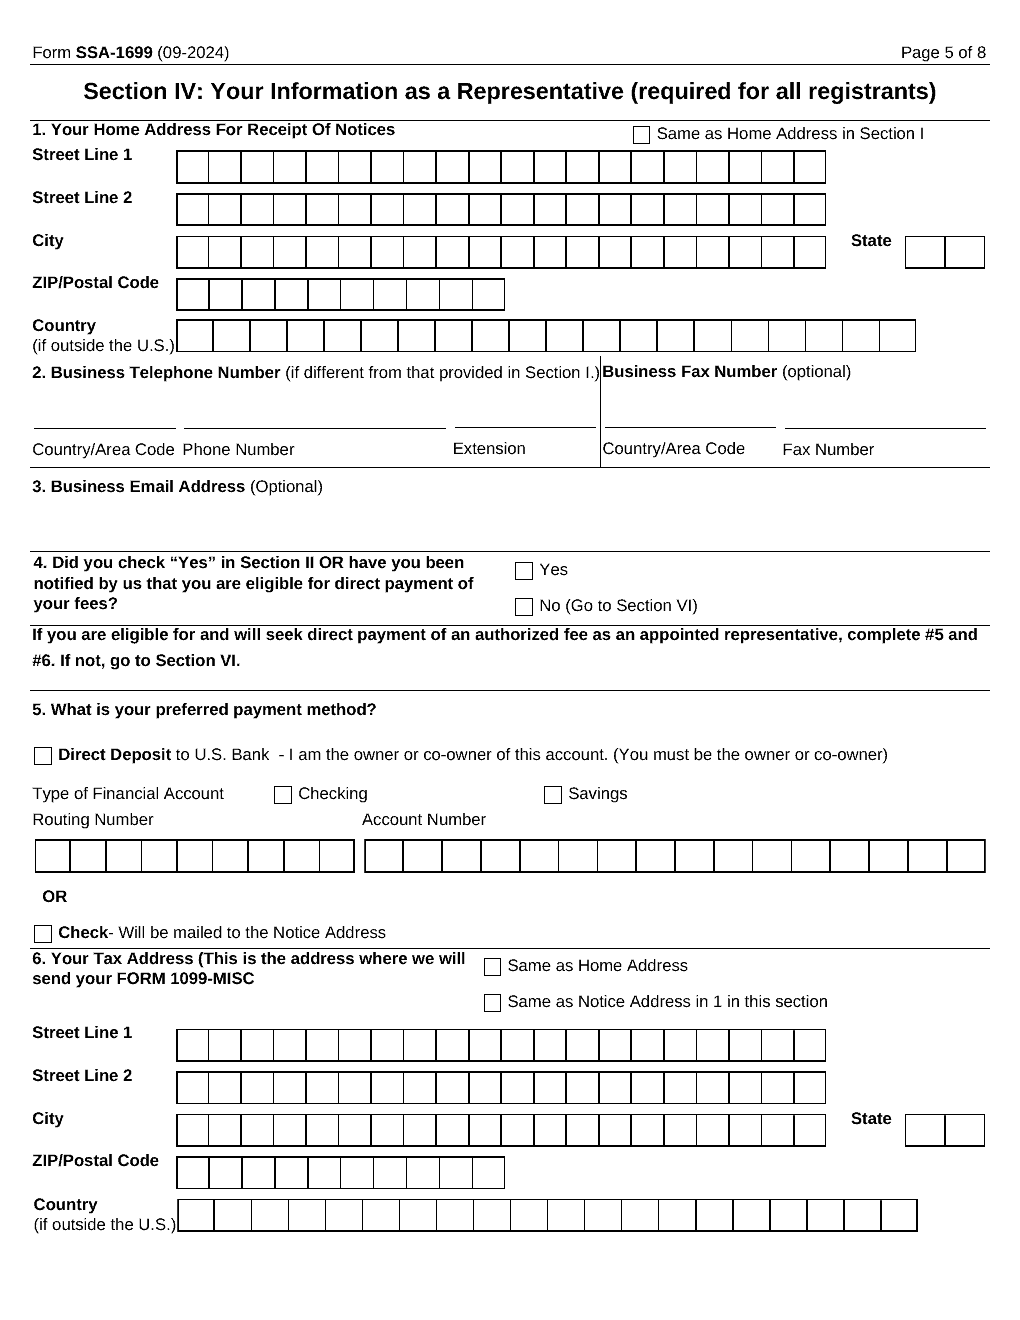 Form SSA-1699 (09-2024) Page 5 of 8
Section IV: Your Information as a Representative (required for all registrants)
1. Your Home Address For Receipt Of Notices
Same as Home Address in Section I
Street Line 1
Street Line 2
City
State
ZIP/Postal Code
Country
(if outside the U.S.)
2. Business Telephone Number (if different from that provided in Section I.)
Business Fax Number (optional)
Country/Area Code Phone Number Extension
Country/Area Code Fax Number
3. Business Email Address (Optional)
4. Did you check “Yes” in Section II OR have you been
notified by us that you are eligible for direct payment of
your fees?
Yes
No (Go to Section VI)
If you are eligible for and will seek direct payment of an authorized fee as an appointed representative, complete #5 and
#6. If not, go to Section VI.
5. What is your preferred payment method?
Direct Deposit to U.S. Bank - I am the owner or co-owner of this account. (You must be the owner or co-owner)
Type of Financial Account Checking Savings
Routing Number Account Number
OR
Check- Will be mailed to the Notice Address
6. Your Tax Address (This is the address where we will
send your FORM 1099-MISC
Same as Home Address
Same as Notice Address in 1 in this section
Street Line 1
Street Line 2
City
State
ZIP/Postal Code
Country
(if outside the U.S.)